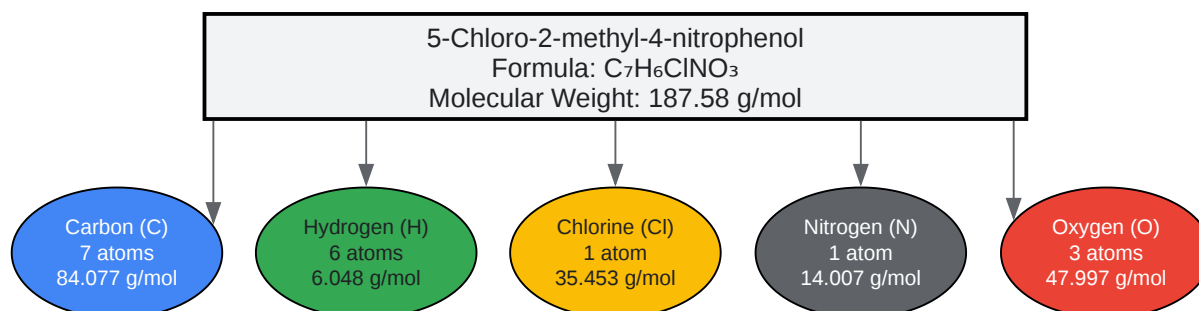 5-Chloro-2-methyl-4-nitrophenol
Formula: C₇H₆ClNO₃
Molecular Weight: 187.58 g/mol
Carbon (C)
7 atoms
84.077 g/mol
Hydrogen (H)
6 atoms
6.048 g/mol
Chlorine (Cl)
1 atom
35.453 g/mol
Nitrogen (N)
1 atom
14.007 g/mol
Oxygen (O)
3 atoms
47.997 g/mol